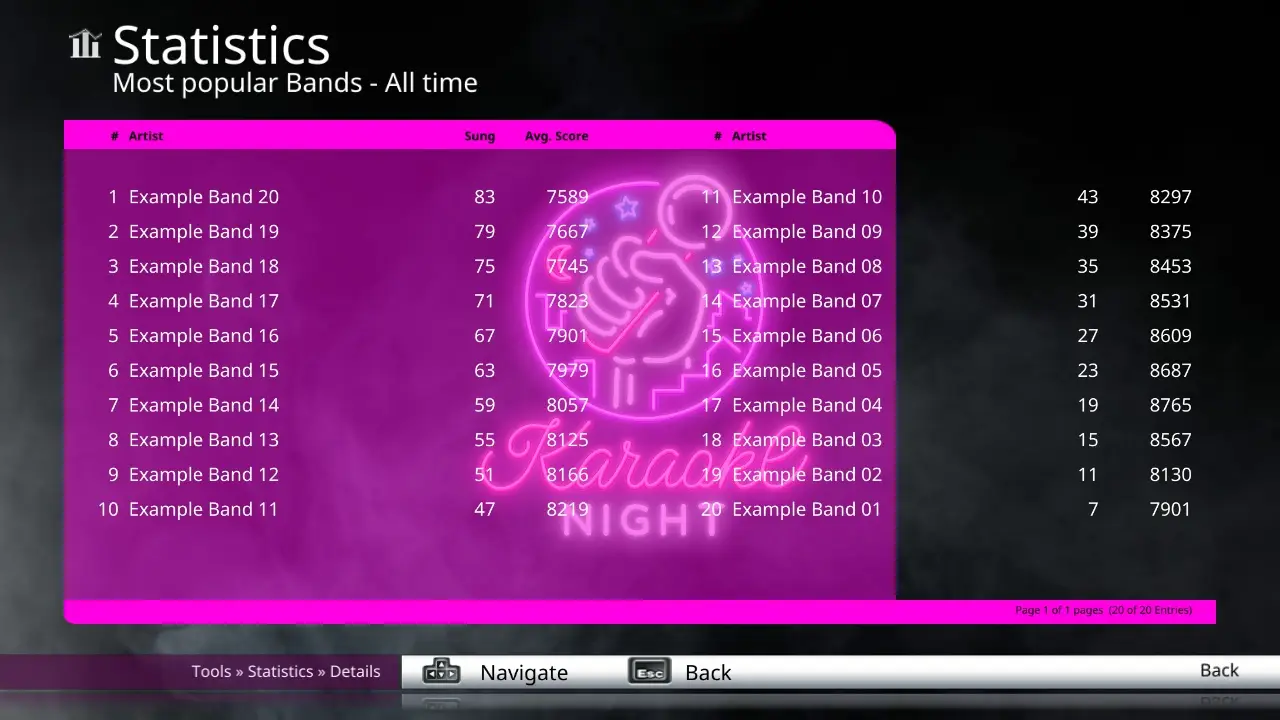 Statistics
Most popular Bands - All time
# Artist Sung Avg. Score # Artist
1 Example Band 20 83 7589 11 Example Band 10 43 8297
2 Example Band 19 79 7667 12 Example Band 09 39 8375
3 Example Band 18 75 7745 13 Example Band 08 35 8453
4 Example Band 17 71 7823 14 Example Band 07 31 8531
5 Example Band 16 67 7901 15 Example Band 06 27 8609
6 Example Band 15 63 7979 16 Example Band 05 23 8687
7 Example Band 14 59 8057 17 Example Band 04 19 8765
8 Example Band 13 55 8125 18 Example Band 03 15 8567
9 Example Band 12 51 8166 19 Example Band 02 11 8130
10 Example Band 11 47 8219 20 Example Band 01 7 7901
Karaoke
NIGHT
Page 1 of 1 pages (20 of 20 Entries)
Tools » Statistics » Details Navigate Esc Back Back